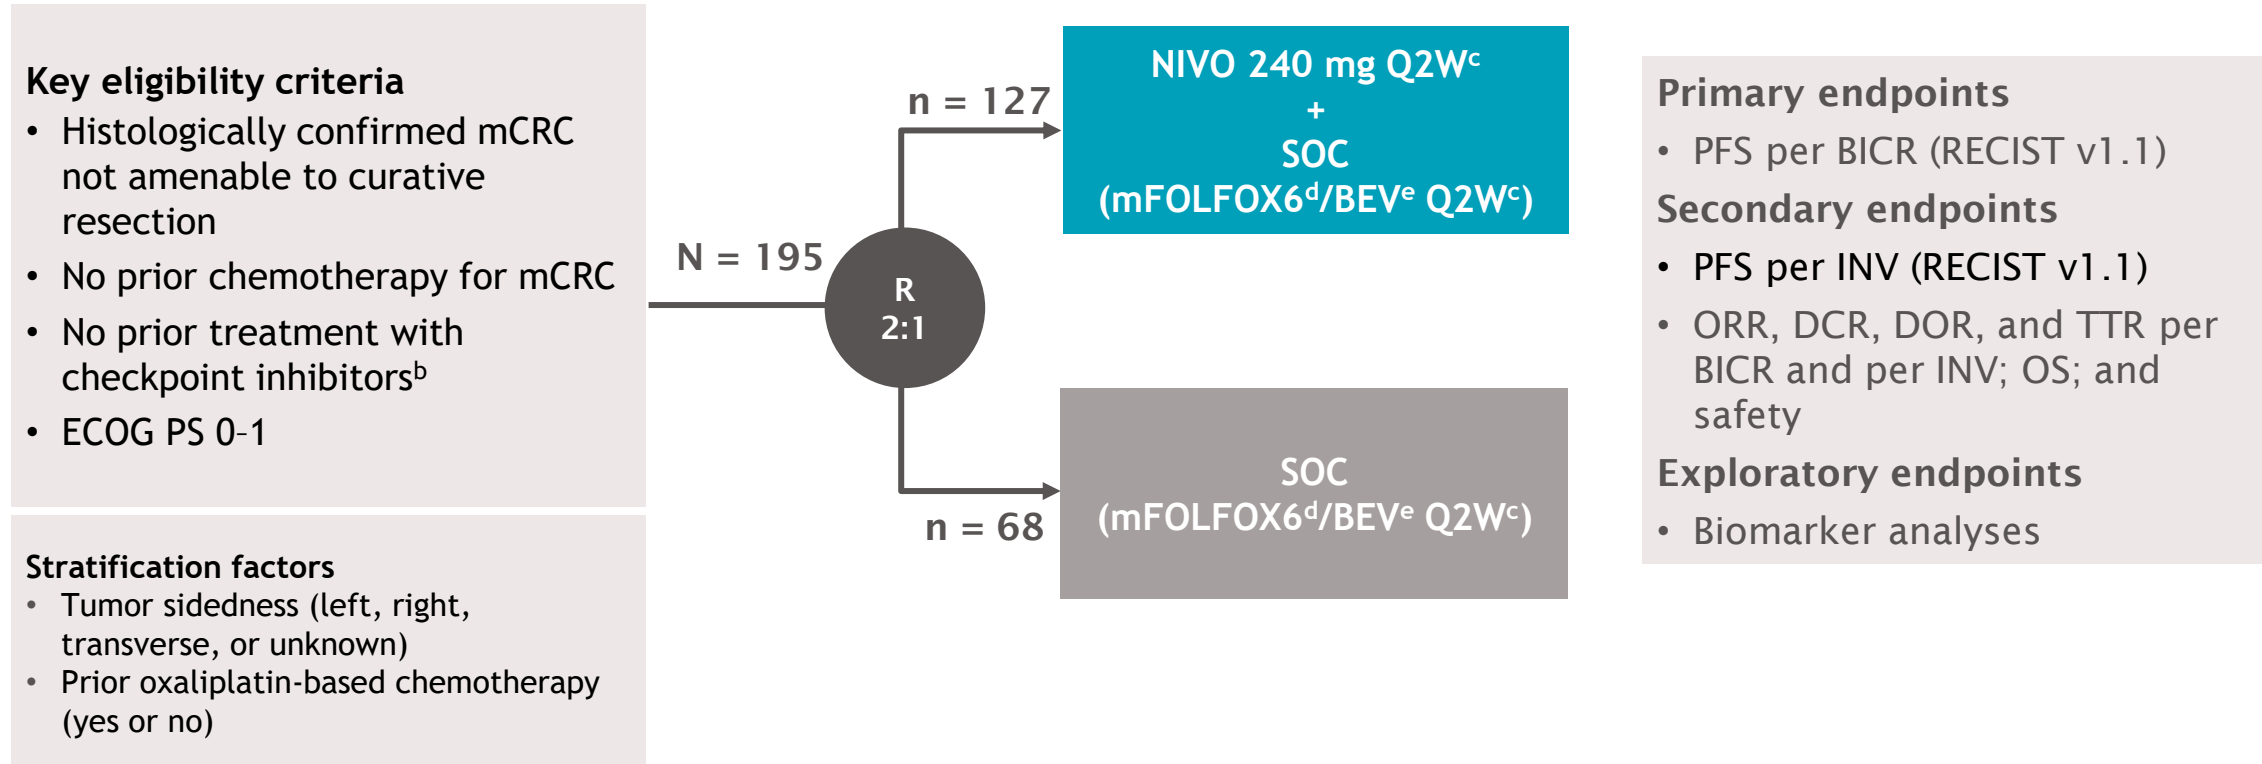 Key eligibility criteria
• Histologically confirmed mCRC
not amenable to curative
resection
• No prior chemotherapy for mCRC
• No prior treatment with
checkpoint inhibitorsᵇ
• ECOG PS 0–1
Stratification factors
• Tumor sidedness (left, right,
transverse, or unknown)
• Prior oxaliplatin-based chemotherapy
(yes or no)
N = 195
R
2:1
n = 127
n = 68
NIVO 240 mg Q2Wᶜ
+
SOC
(mFOLFOX6ᵈ/BEVᵉ Q2Wᶜ)
SOC
(mFOLFOX6ᵈ/BEVᵉ Q2Wᶜ)
Primary endpoints
• PFS per BICR (RECIST v1.1)
Secondary endpoints
• PFS per INV (RECIST v1.1)
• ORR, DCR, DOR, and TTR per
BICR and per INV; OS; and
safety
Exploratory endpoints
• Biomarker analyses